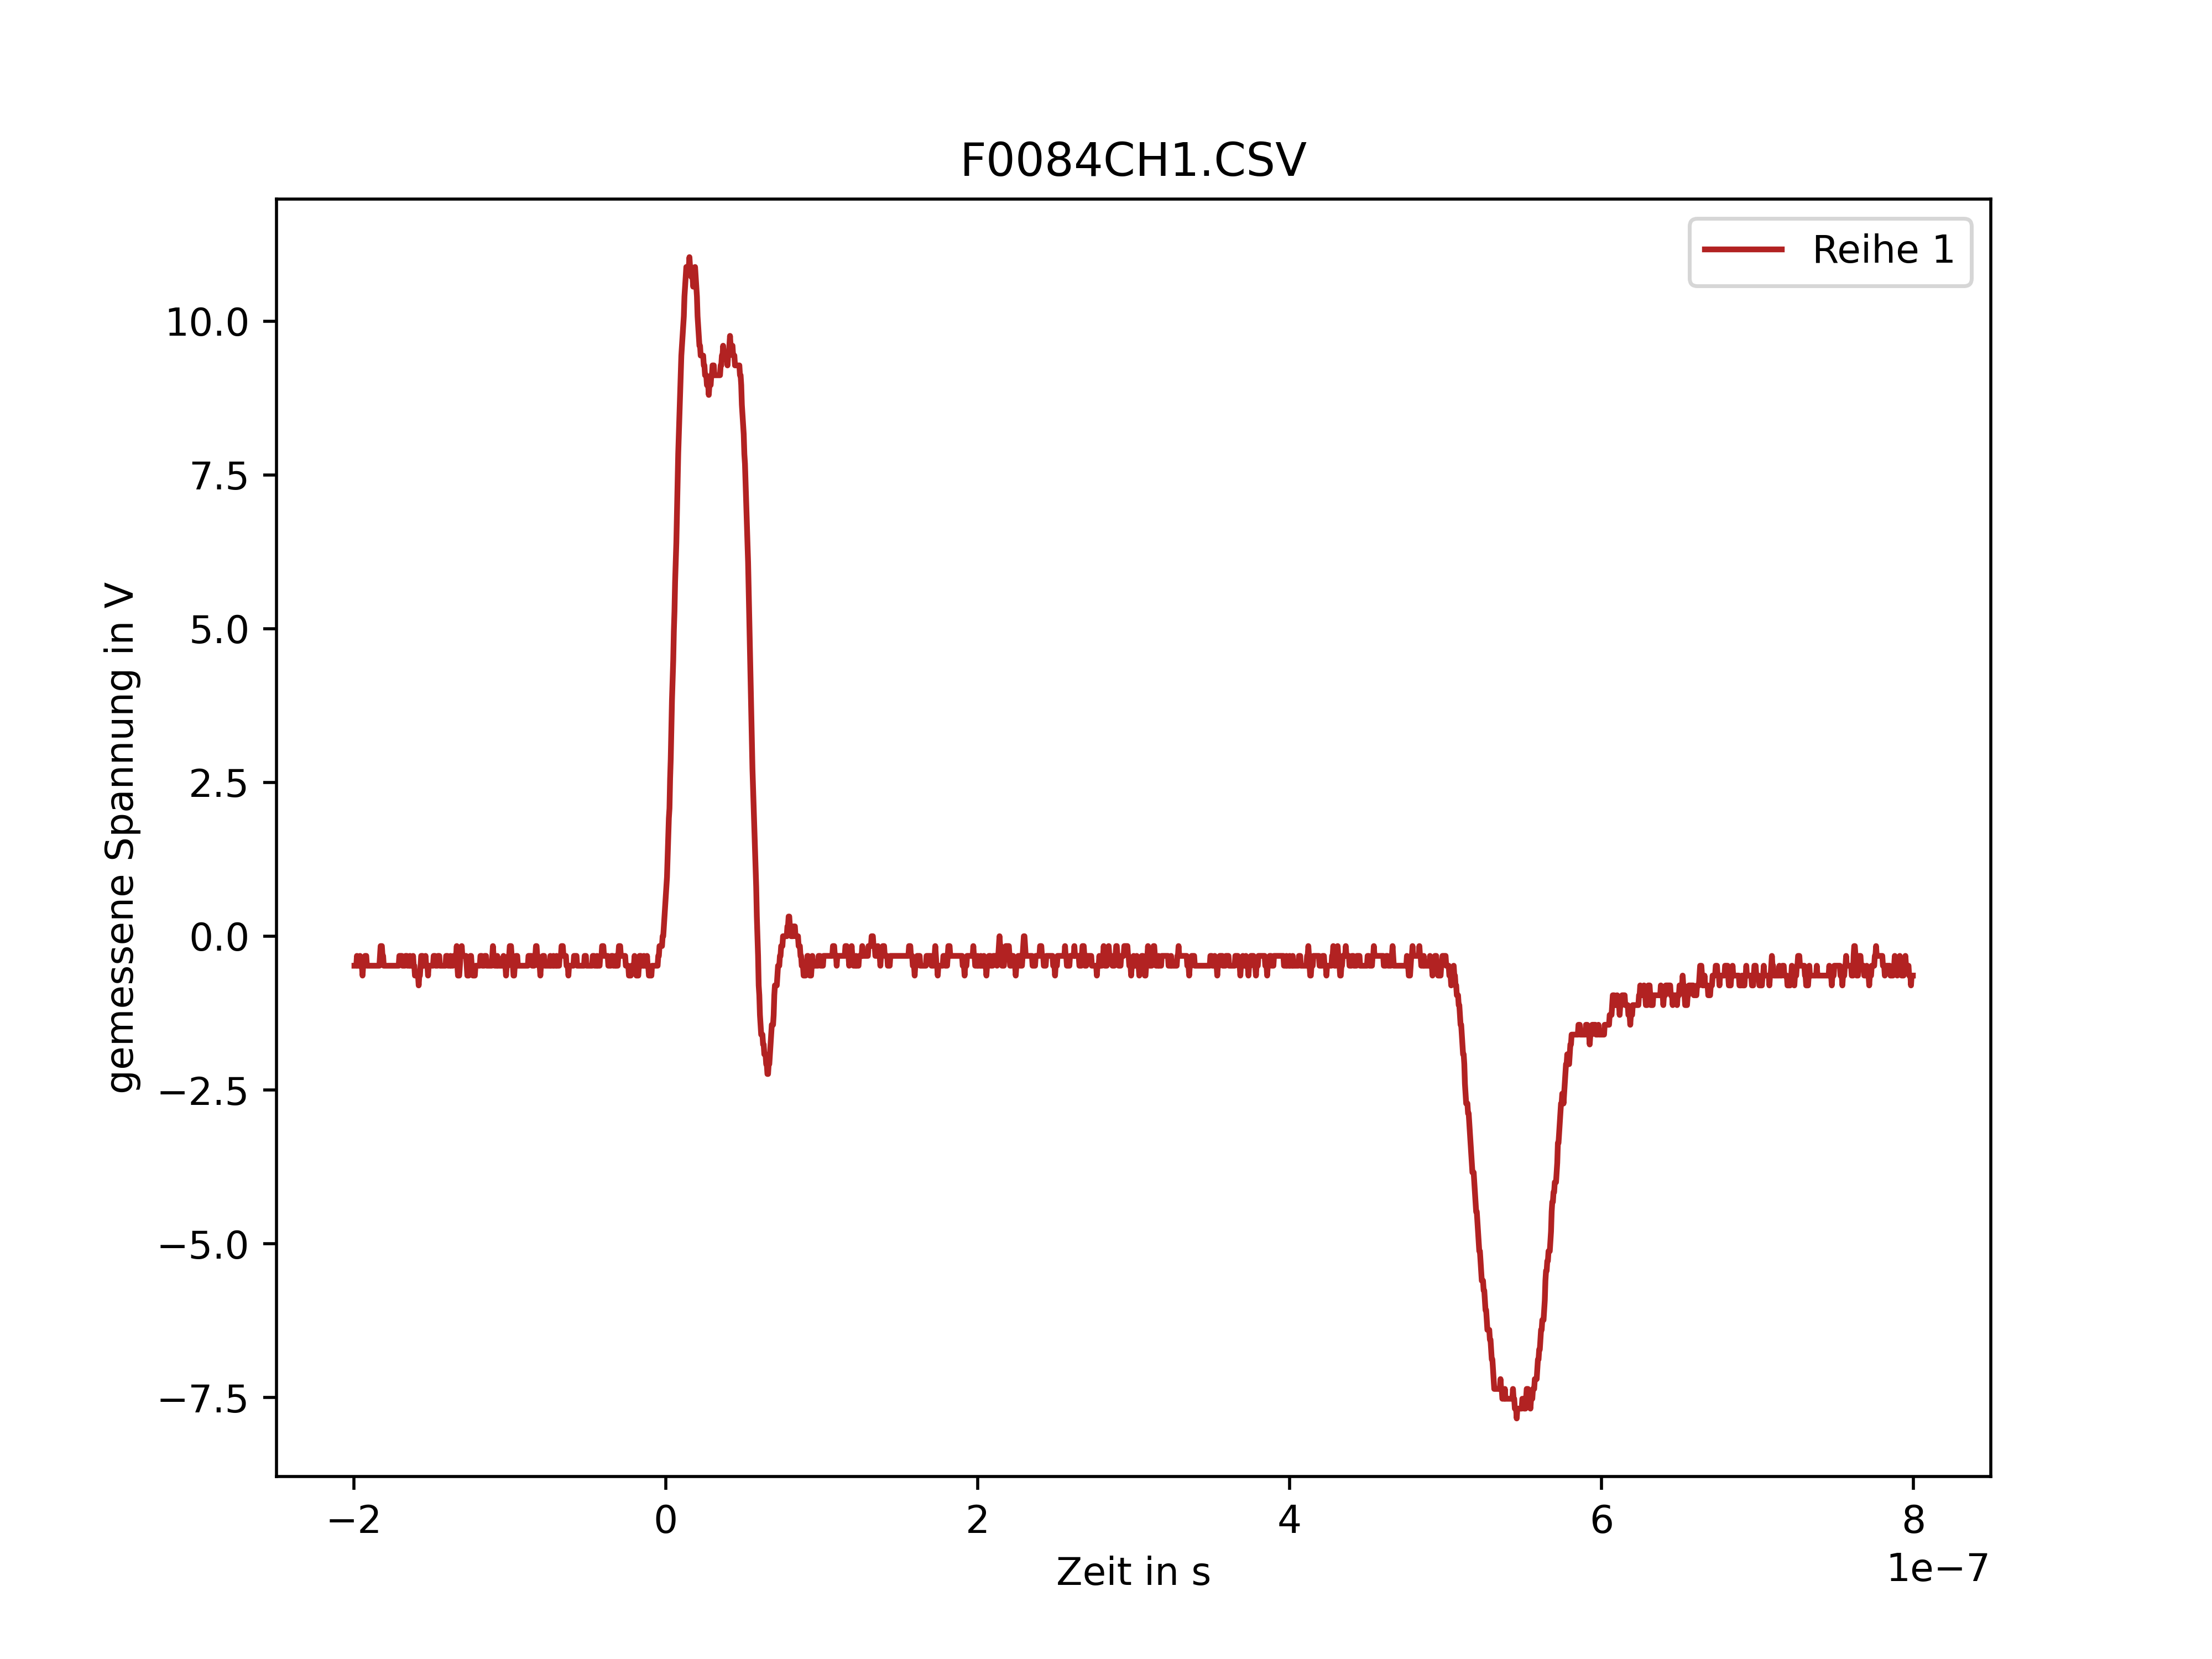 F0084CH1.CSV
Reihe 1
gemessene Spannung in V
10.0
7.5
5.0
2.5
0.0
−2.5
−5.0
−7.5
−2 0 2 4 6 8
Zeit in s
1e−7